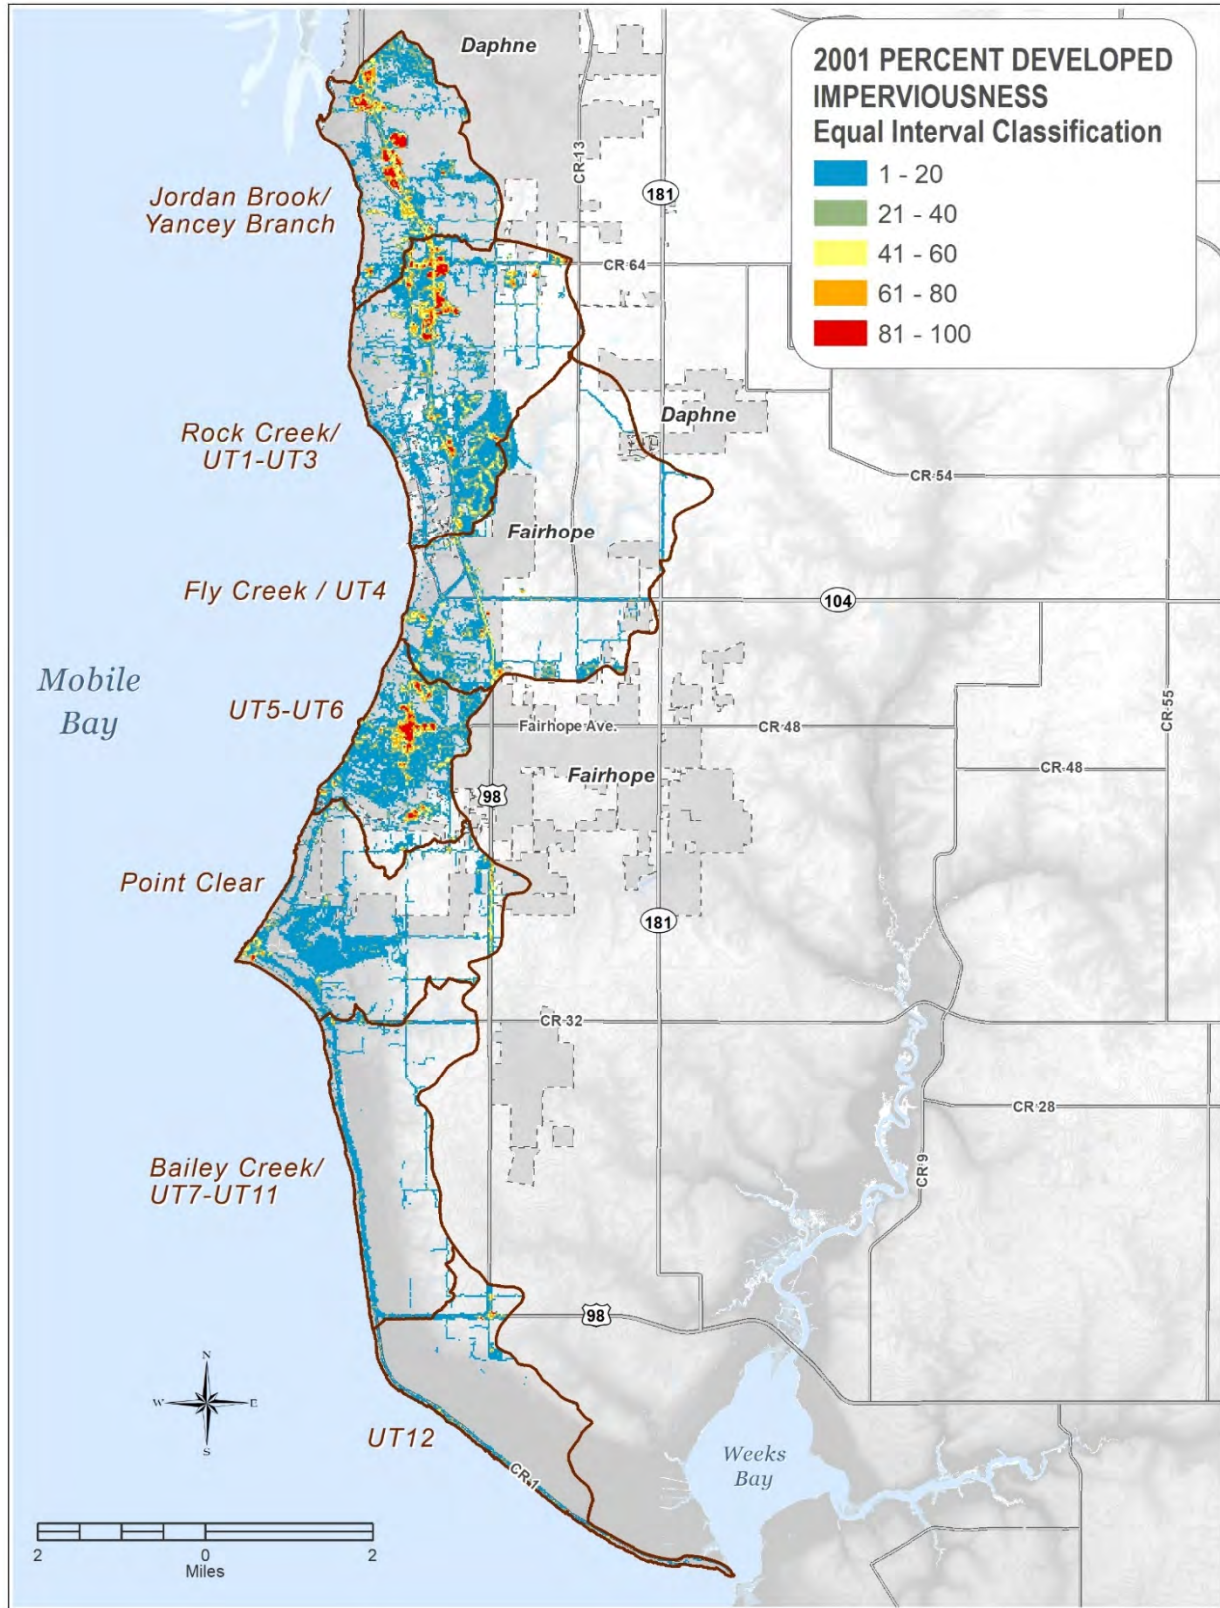 2001 PERCENT DEVELOPED
IMPERVIOUSNESS
Equal Interval Classification
1 - 20
21 - 40
41 - 60
61 - 80
81 - 100
Daphne
CR 13
181
Jordan Brook/
Yancey Branch
CR 64
Daphne
Rock Creek/
UT1-UT3
CR 54
Fairhope
Fly Creek / UT4
104
Mobile
Bay
UT5-UT6
CR 55
Fairhope Ave.
CR 48
Fairhope
CR 48
98
Point Clear
181
CR 32
CR 28
Bailey Creek/
UT7-UT11
CR 9
98
N
W
E
S
UT12
CR 1
Weeks
Bay
2
0
2
Miles